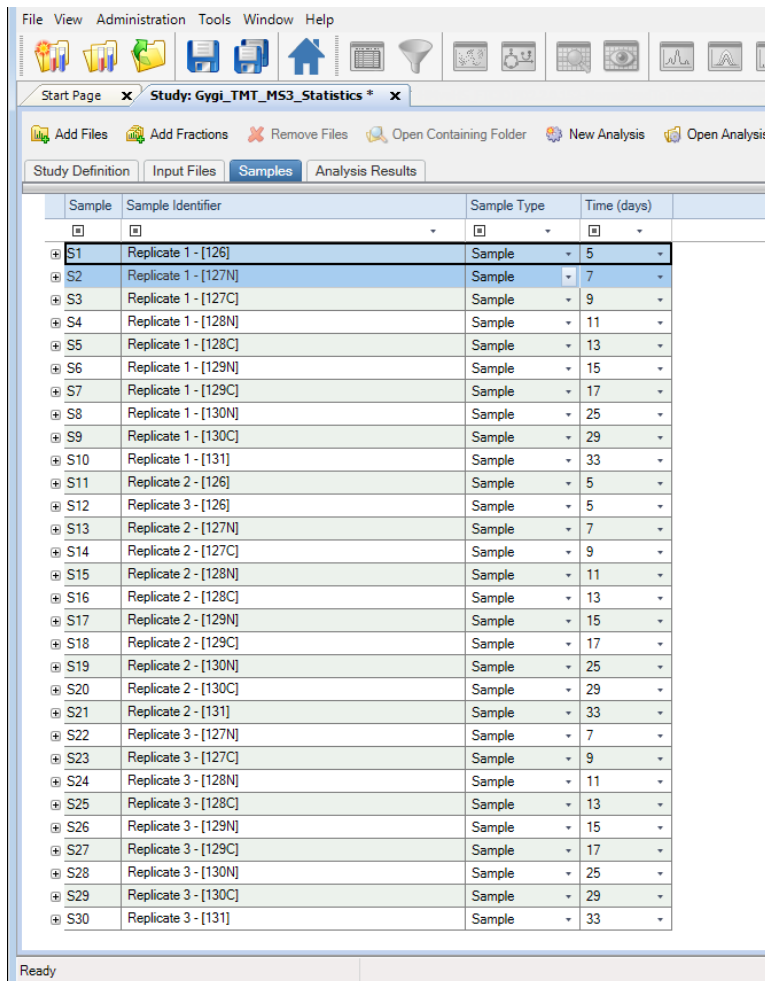 File View Administration Tools Window Help
Start Page x Study: Gygi_TMT_MS3_Statistics * x
Add Files Add Fractions Remove Files Open Containing Folder New Analysis Open Analysis
Study Definition Input Files Samples Analysis Results
Sample Sample Identifier Sample Type Time (days)
S1 Replicate 1 - [126] Sample 5
S2 Replicate 1 - [127N] Sample 7
S3 Replicate 1 - [127C] Sample 9
S4 Replicate 1 - [128N] Sample 11
S5 Replicate 1 - [128C] Sample 13
S6 Replicate 1 - [129N] Sample 15
S7 Replicate 1 - [129C] Sample 17
S8 Replicate 1 - [130N] Sample 25
S9 Replicate 1 - [130C] Sample 29
S10 Replicate 1 - [131] Sample 33
S11 Replicate 2 - [126] Sample 5
S12 Replicate 3 - [126] Sample 5
S13 Replicate 2 - [127N] Sample 7
S14 Replicate 2 - [127C] Sample 9
S15 Replicate 2 - [128N] Sample 11
S16 Replicate 2 - [128C] Sample 13
S17 Replicate 2 - [129N] Sample 15
S18 Replicate 2 - [129C] Sample 17
S19 Replicate 2 - [130N] Sample 25
S20 Replicate 2 - [130C] Sample 29
S21 Replicate 2 - [131] Sample 33
S22 Replicate 3 - [127N] Sample 7
S23 Replicate 3 - [127C] Sample 9
S24 Replicate 3 - [128N] Sample 11
S25 Replicate 3 - [128C] Sample 13
S26 Replicate 3 - [129N] Sample 15
S27 Replicate 3 - [129C] Sample 17
S28 Replicate 3 - [130N] Sample 25
S29 Replicate 3 - [130C] Sample 29
S30 Replicate 3 - [131] Sample 33
Ready